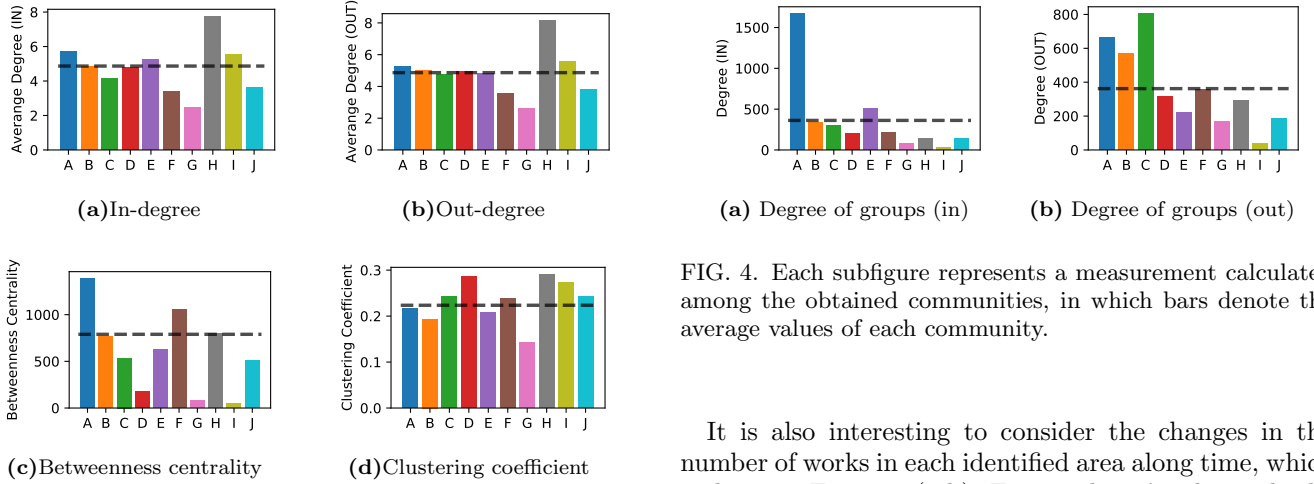 Averange Degree (IN)
8
6
4
2
0
A B C D E F G H I J
(a)In-degree
Averange Degree (OUT)
8
6
4
2
0
A B C D E F G H I J
(b)Out-degree
Betweenness Centrality
1000
500
0
A B C D E F G H I J
(c)Betweenness centrality
Clustering Coefficient
0.3
0.2
0.1
0.0
A B C D E F G H I J
(d)Clustering coefficient
Degree (IN)
1500
1000
500
0
A B C D E F G H I J
(a) Degree of groups (in)
Degree (OUT)
800
600
400
200
0
A B C D E F G H I J
(b) Degree of groups (out)
FIG. 4. Each subfigure represents a measurement calculate
among the obtained communities, in which bars denote th
average values of each community.
It is also interesting to consider the changes in th
number of works in each identified area along time, whic